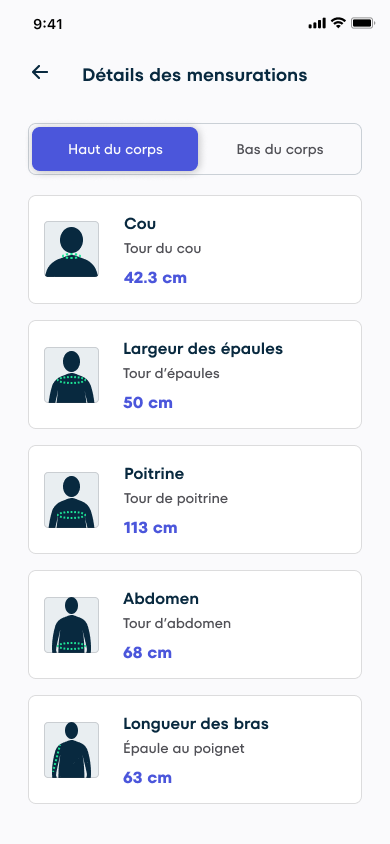 9:41
Détails des mensurations
Haut du corps
Bas du corps
Cou
Tour du cou
42.3 cm
Largeur des épaules
Tour d’épaules
50 cm
Poitrine
Tour de poitrine
113 cm
Abdomen
Tour d’abdomen
68 cm
Longueur des bras
Épaule au poignet
63 cm